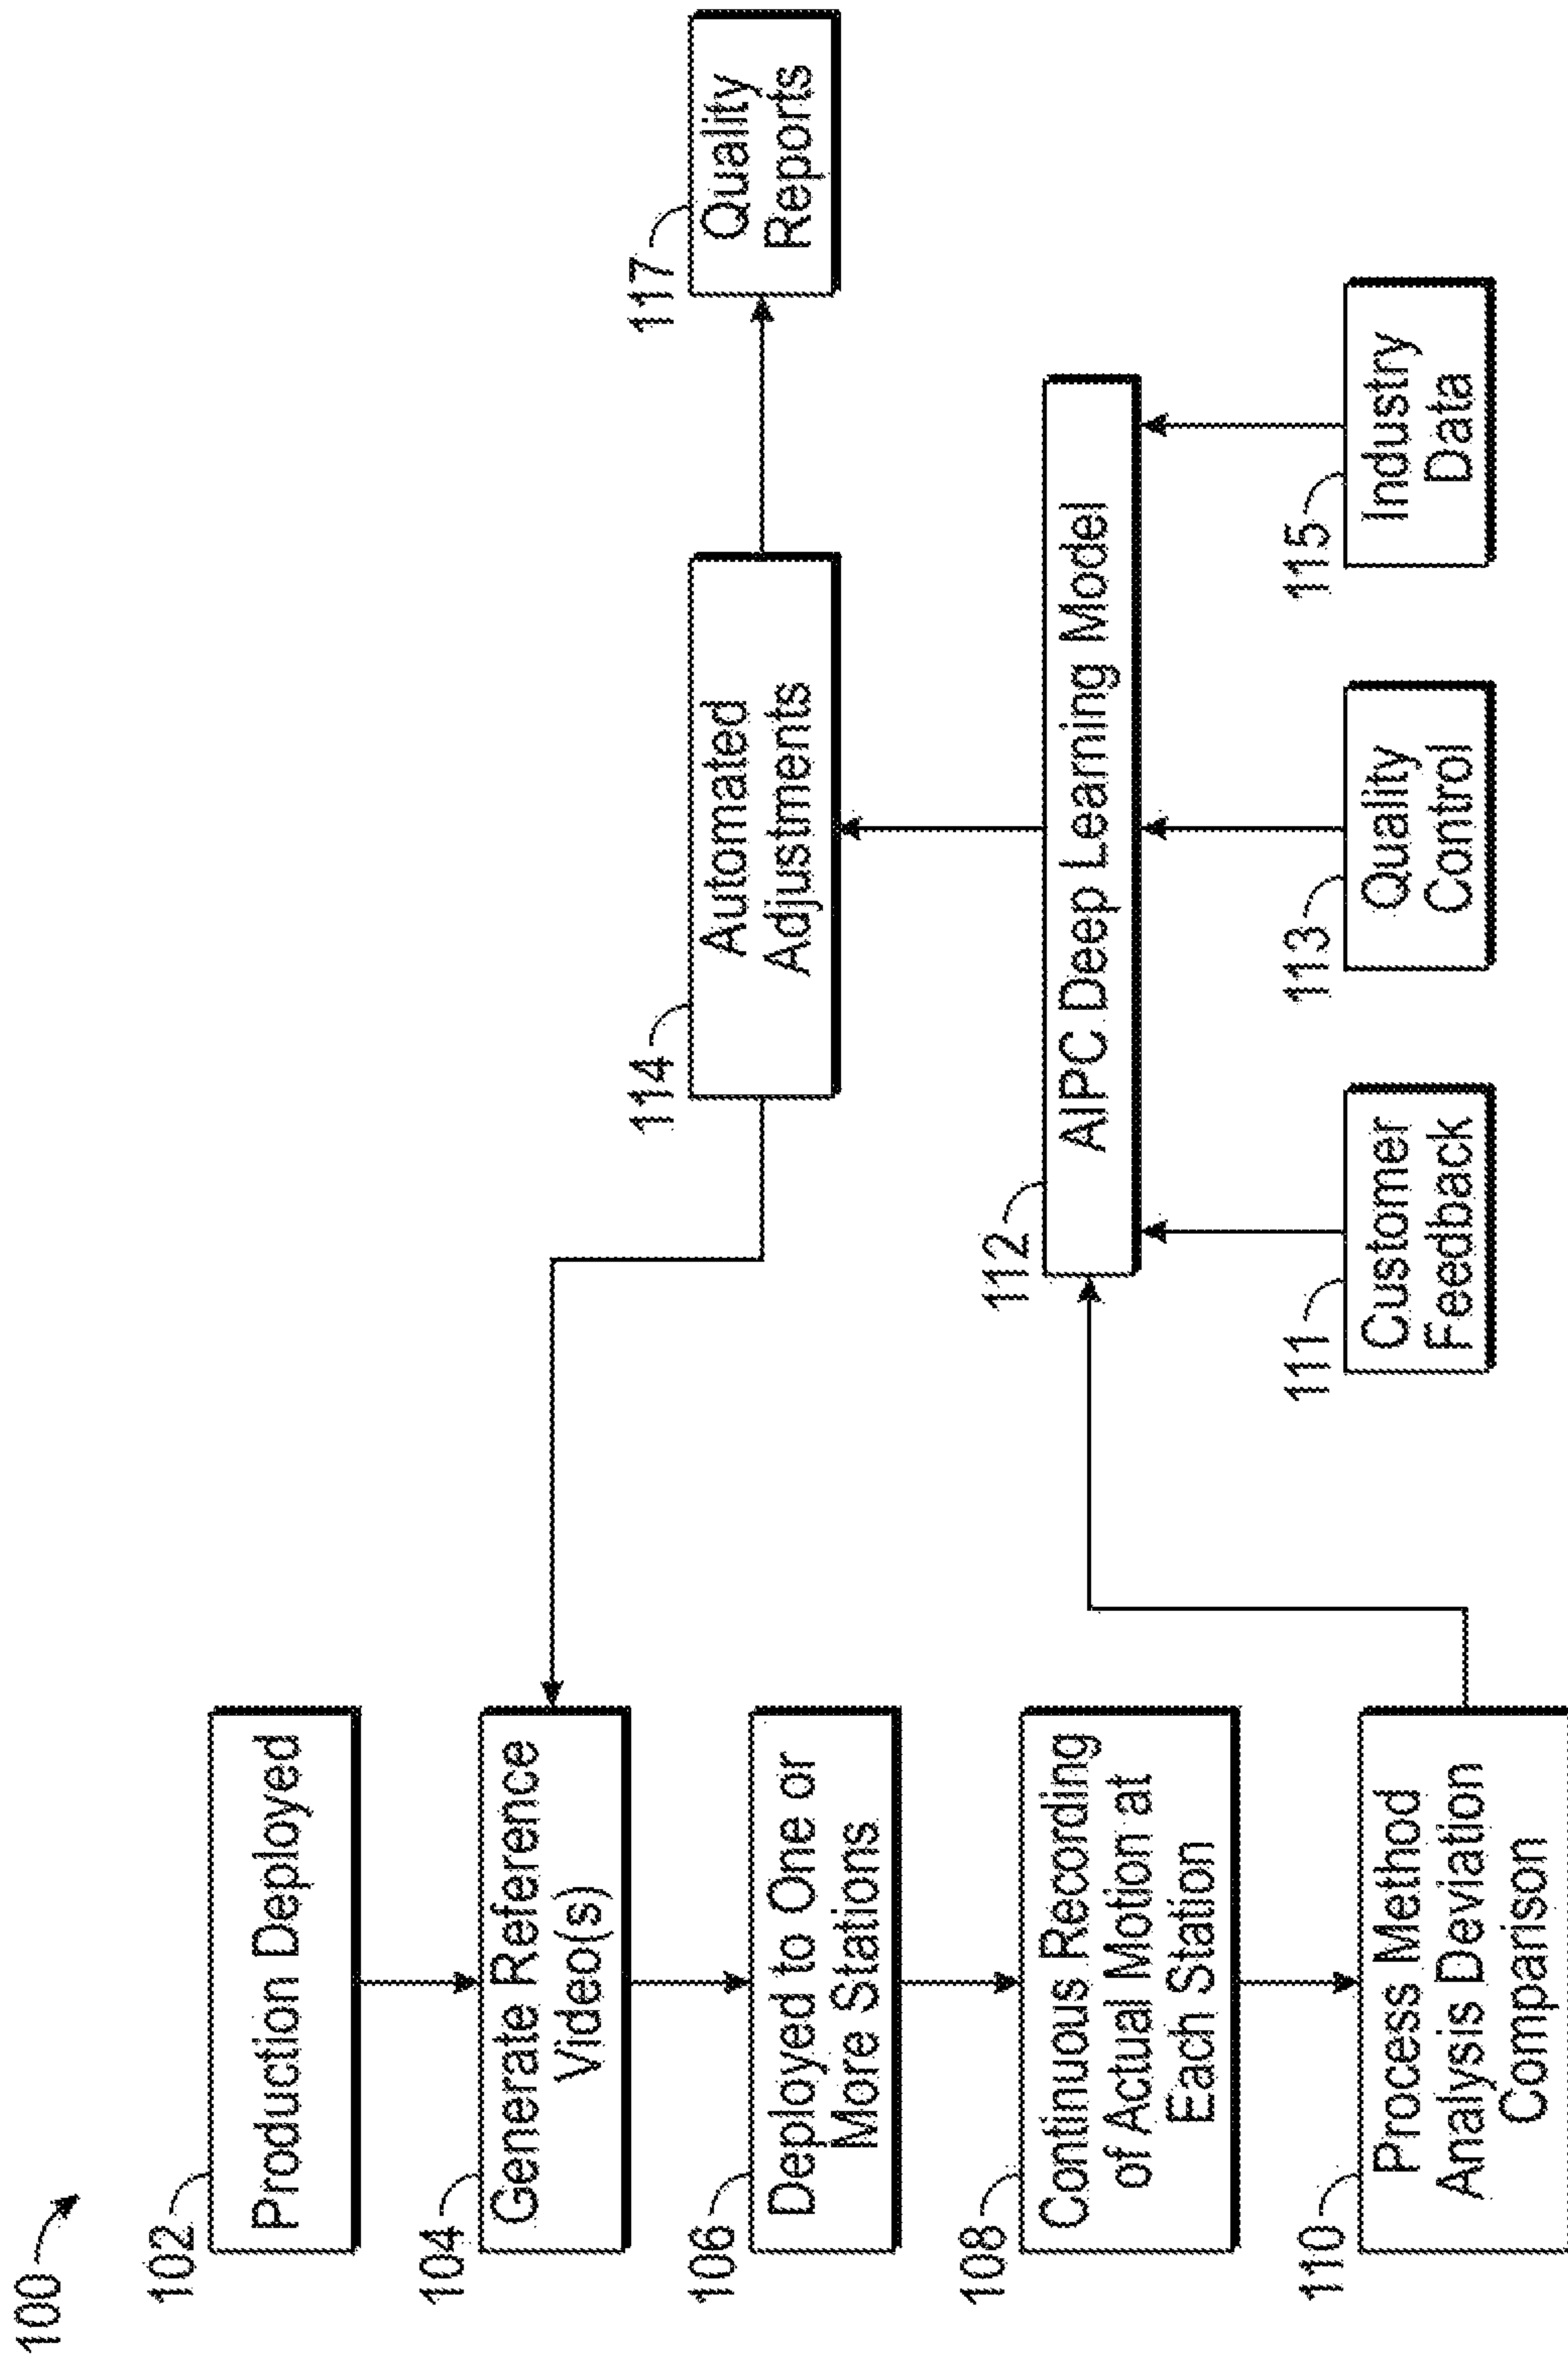 100
102
Production Deployed
104
Generate Reference
Video(s)
106
Deployed to One or
More Stations
108
Continuous Recording
of Actual Motion at
Each Station
110
Process Method
Analysis Deviation
Comparison
114
Automated
Adjustments
117
Quality
Reports
112
AIPC Deep Learning Model
111
Customer
Feedback
113
Quality
Control
115
Industry
Data